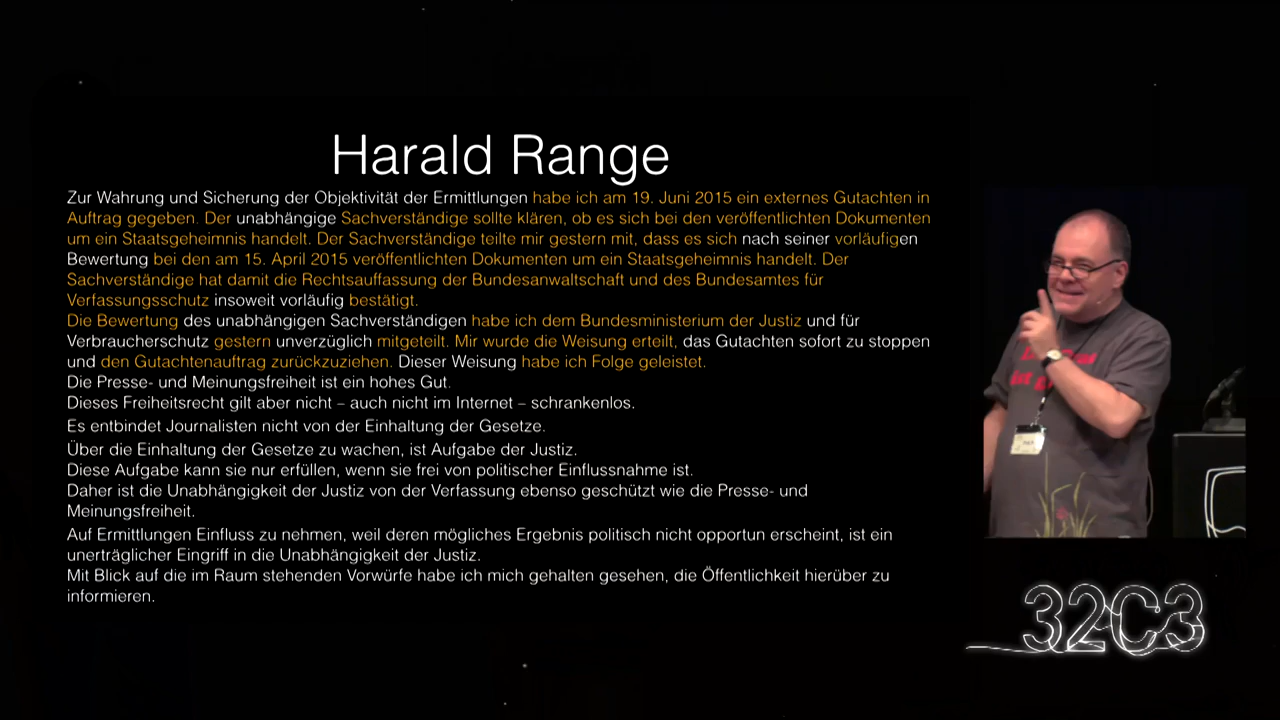 Harald Range
Zur Wahrung und Sicherung der Objektivität der Ermittlungen habe ich am 19. Juni 2015 ein externes Gutachten in
Auftrag gegeben. Der unabhängige Sachverständige sollte klären, ob es sich bei den veröffentlichten Dokumenten
um ein Staatsgeheimnis handelt. Der Sachverständige teilte mir gestern mit, dass es sich nach seiner vorläufigen
Bewertung bei den am 15. April 2015 veröffentlichten Dokumenten um ein Staatsgeheimnis handelt. Der
Sachverständige hat damit die Rechtsauffassung der Bundesanwaltschaft und des Bundesamtes für
Verfassungsschutz insoweit vorläufig bestätigt.
Die Bewertung des unabhängigen Sachverständigen habe ich dem Bundesministerium der Justiz und für
Verbraucherschutz gestern unverzüglich mitgeteilt. Mir wurde die Weisung erteilt, das Gutachten sofort zu stoppen
und den Gutachtenauftrag zurückzuziehen. Dieser Weisung habe ich Folge geleistet.
Die Presse- und Meinungsfreiheit ist ein hohes Gut.
Dieses Freiheitsrecht gilt aber nicht – auch nicht im Internet – schrankenlos.
Es entbindet Journalisten nicht von der Einhaltung der Gesetze.
Über die Einhaltung der Gesetze zu wachen, ist Aufgabe der Justiz.
Diese Aufgabe kann sie nur erfüllen, wenn sie frei von politischer Einflussnahme ist.
Daher ist die Unabhängigkeit der Justiz von der Verfassung ebenso geschützt wie die Presse- und
Meinungsfreiheit.
Auf Ermittlungen Einfluss zu nehmen, weil deren mögliches Ergebnis politisch nicht opportun erscheint, ist ein
unerträglicher Eingriff in die Unabhängigkeit der Justiz.
Mit Blick auf die im Raum stehenden Vorwürfe habe ich mich gehalten gesehen, die Öffentlichkeit hierüber zu
informieren.
32C3